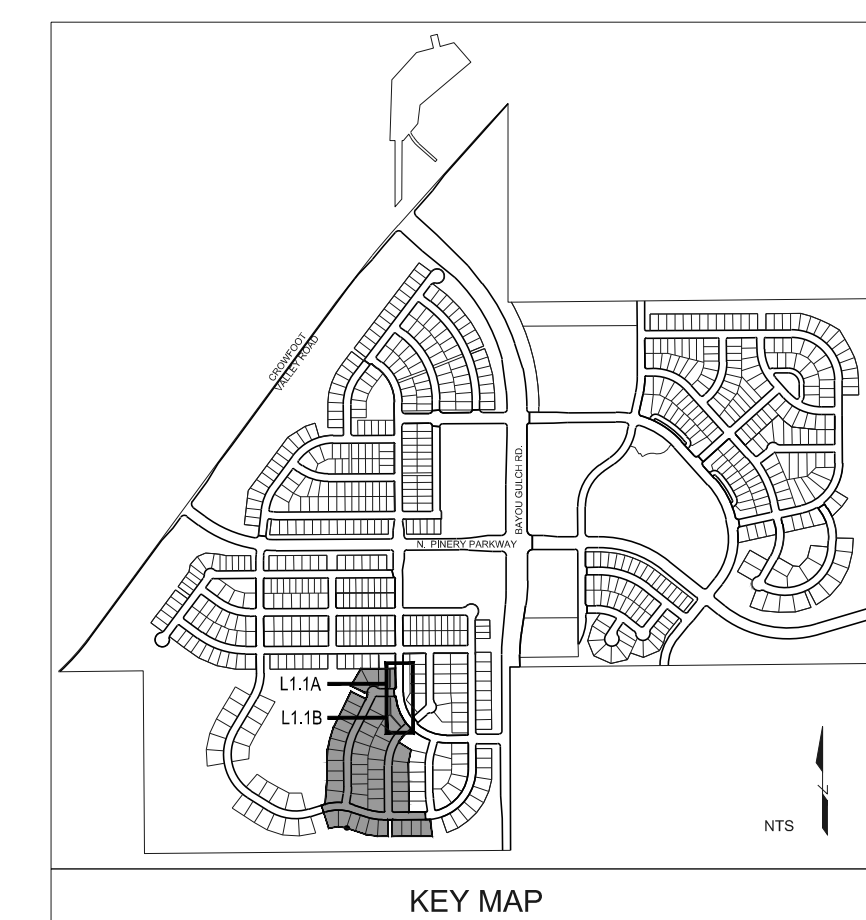 CROWFOOT
VALLEY ROAD
BAYOU GULCH RD.
N. PINERY PARKWAY
L1.1A
L1.1B
NTS
Z
KEY MAP